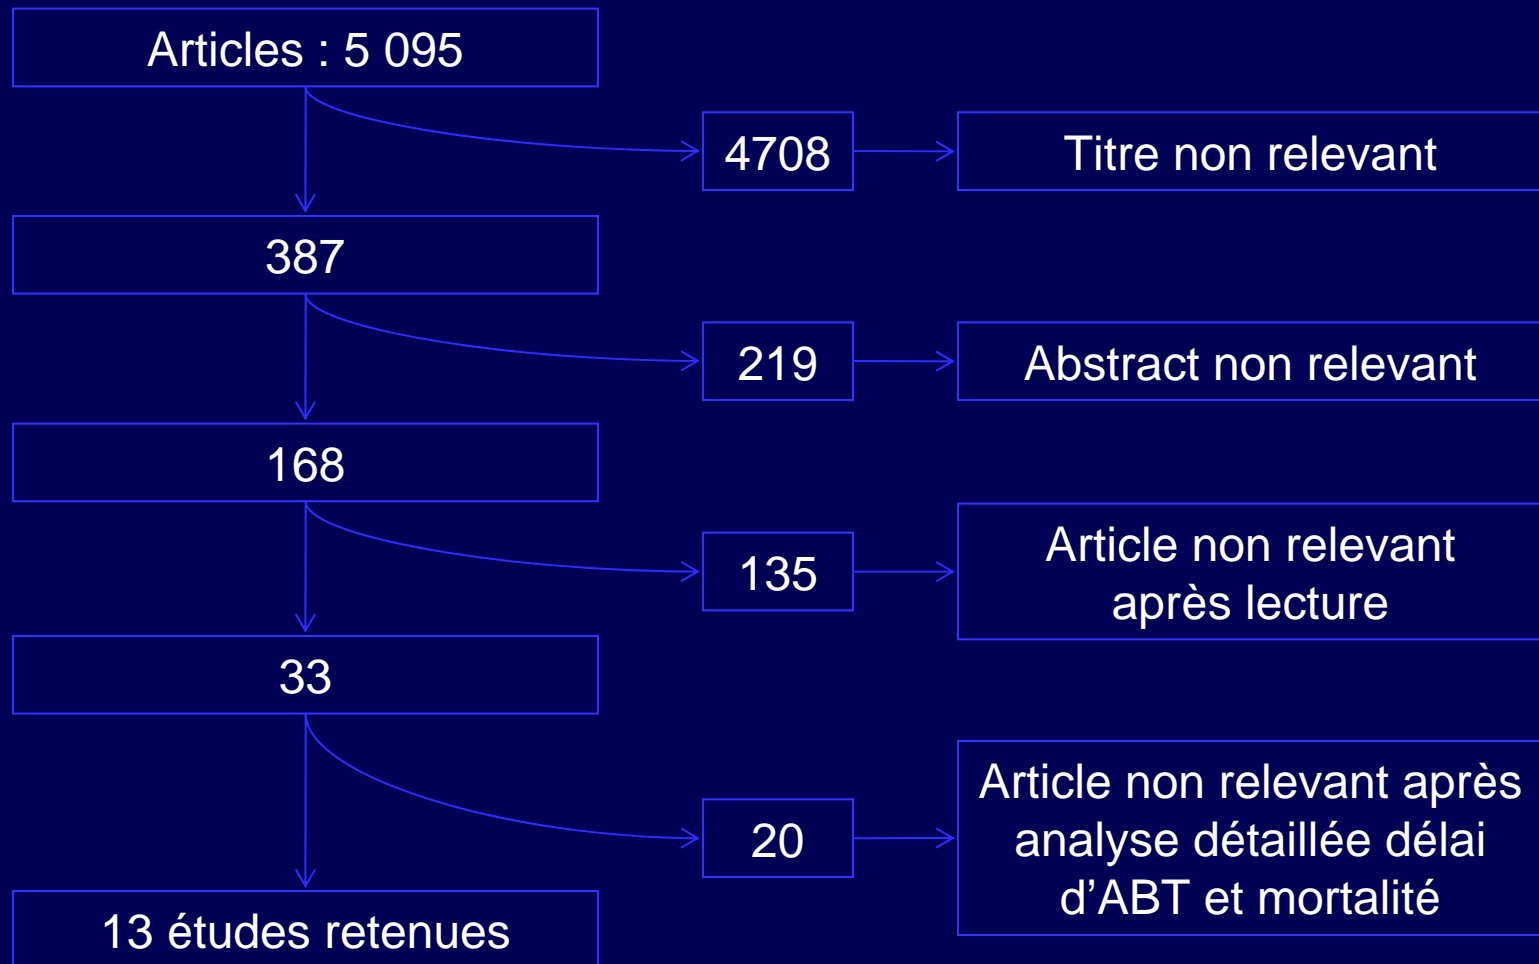 Articles : 5 095
4708
Titre non relevant
387
219
Abstract non relevant
168
135
Article non relevant
après lecture
33
20
Article non relevant après
analyse détaillée délai
d’ABT et mortalité
13 études retenues